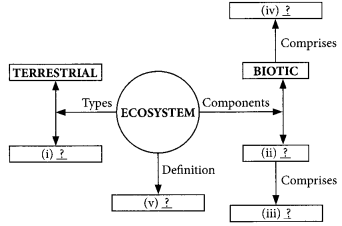 (iv) ?
Comprises
TERRESTRIAL
BIOTIC
Types
ECOSYSTEM
Components
(i) ?
(ii) ?
Definition
Comprises
(v) ?
(iii) ?